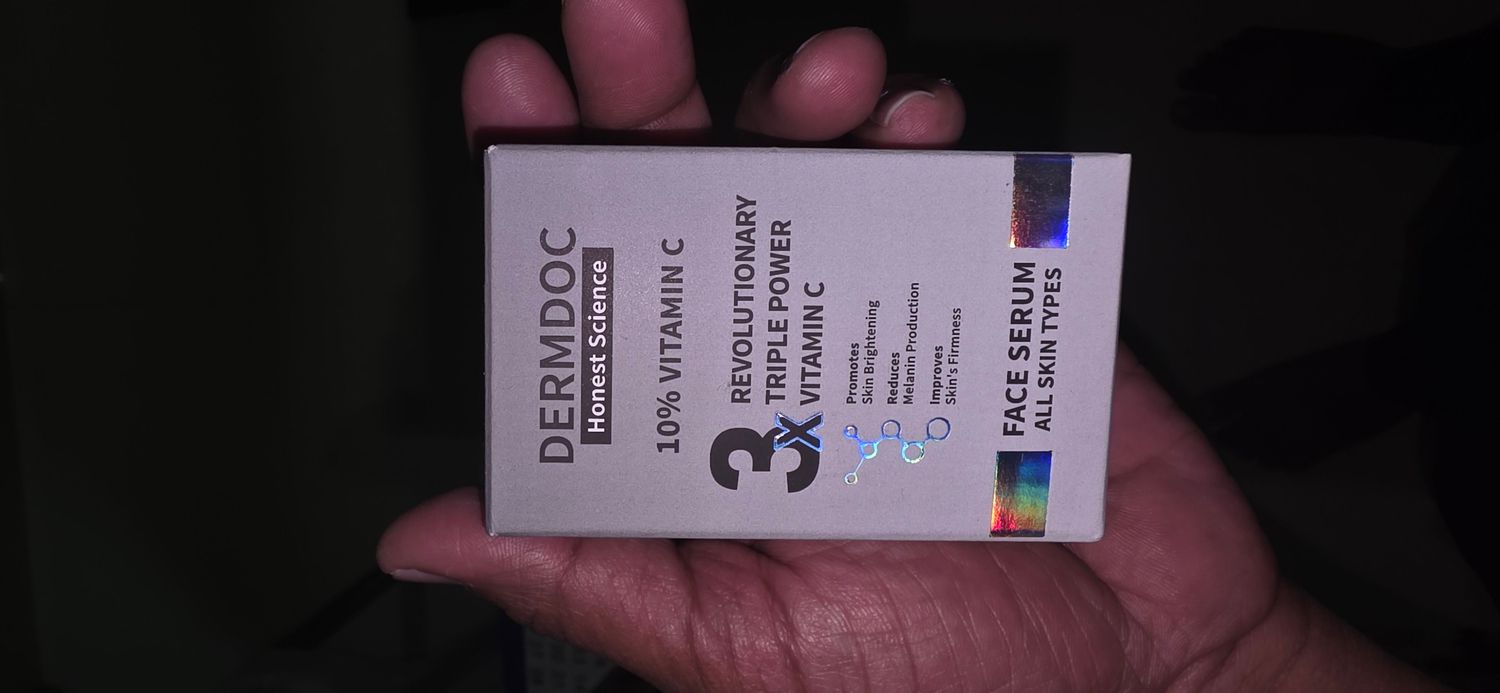 DERMDOC
Honest Science
10% VITAMIN C
3x
REVOLUTIONARY
TRIPLE POWER
VITAMIN C
Promotes
Skin Brightening
Reduces
Melanin Production
Improves
Skin's Firmness
FACE SERUM
ALL SKIN TYPES